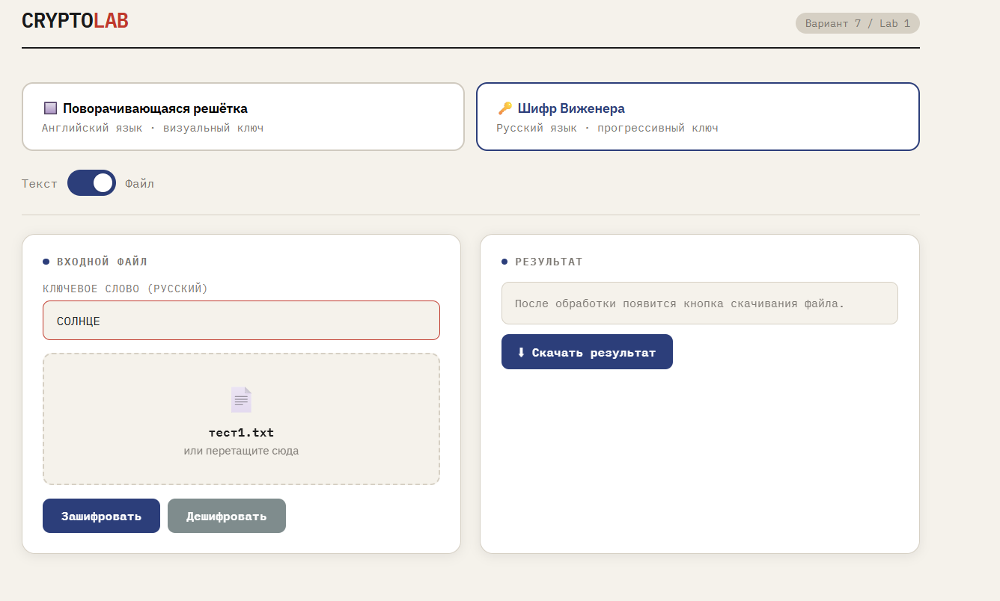 CRYPTOLAB
Вариант 7 / Lab 1
Поворачивающаяся решётка
Английский язык · визуальный ключ
Шифр Виженера
Русский язык · прогрессивный ключ
Текст
Файл
ВХОДНОЙ ФАЙЛ
КЛЮЧЕВОЕ СЛОВО (РУССКИЙ)
СОЛНЦЕ
тест1.txt
или перетащите сюда
Зашифровать
Дешифровать
РЕЗУЛЬТАТ
После обработки появится кнопка скачивания файла.
⬇ Скачать результат